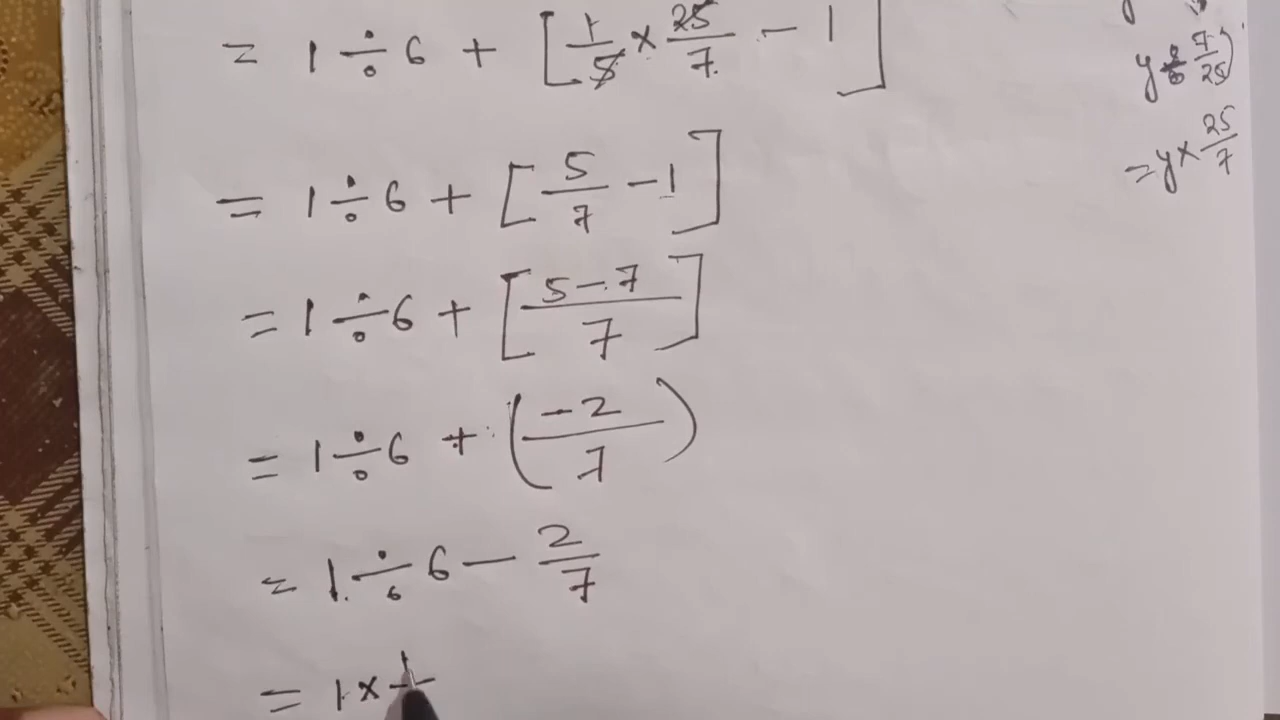 = 1 ÷ 6 + [1/5 × 25/7 - 1]
= 1 ÷ 6 + [5/7 - 1]
= 1 ÷ 6 + [5-7/7]
= 1 ÷ 6 + (-2/7)
= 1 ÷ 6 - 2/7
= 1 × 1
y ÷ 7/25)
= y × 25/7